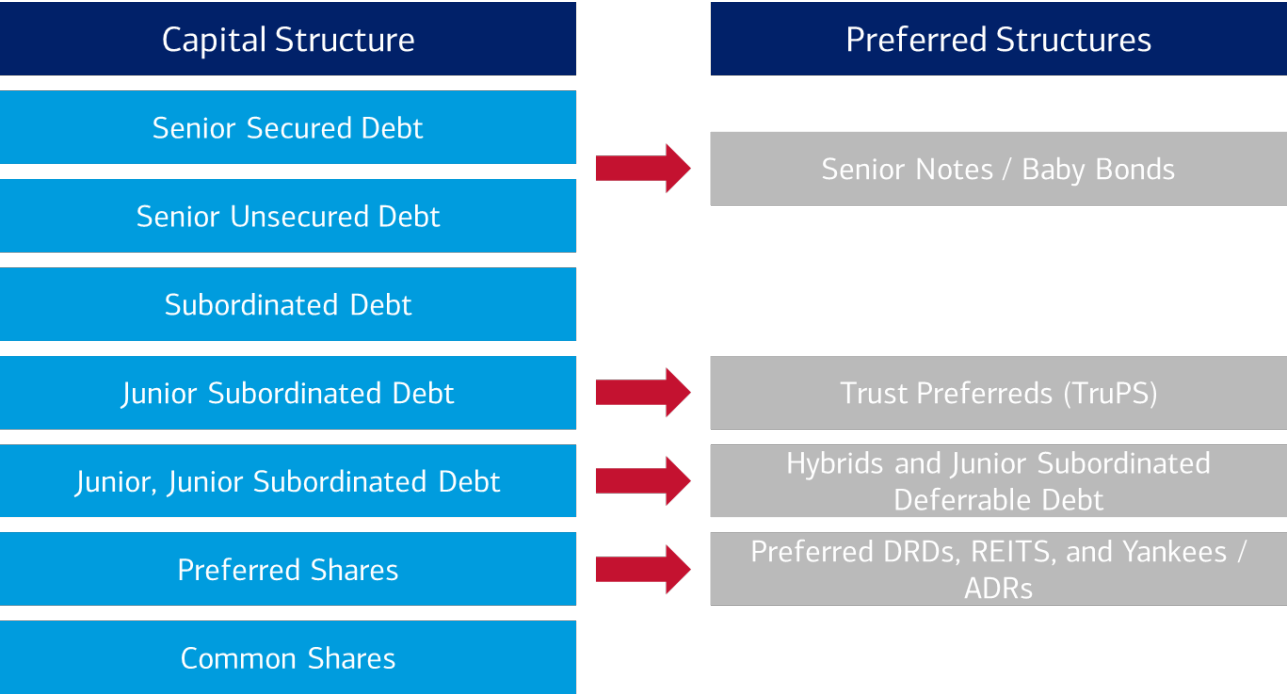 Capital Structure
Preferred Structures
Senior Secured Debt
Senior Notes / Baby Bonds
Senior Unsecured Debt
Subordinated Debt
Junior Subordinated Debt
Trust Preferreds (TruPS)
Junior, Junior Subordinated Debt
Hybrids and Junior Subordinated
Deferrable Debt
Preferred Shares
Preferred DRDs, REITS, and Yankees /
ADRs
Common Shares